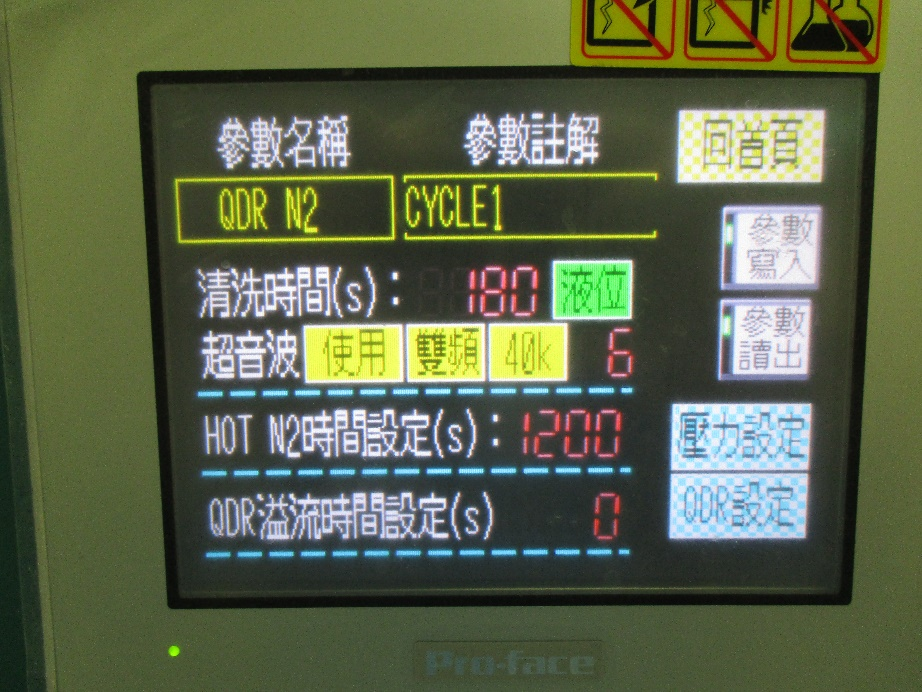 參數名稱 參數註解 回首頁
QDR N2 CYCLE1
參數寫入
清洗時間(s): 180 液位
參數讀出
超音波 使用 雙頻 40k 6
HOT N2時間設定(s): 1200 壓力設定
QDR溢流時間設定(s) 0 QDR設定
Pro-face